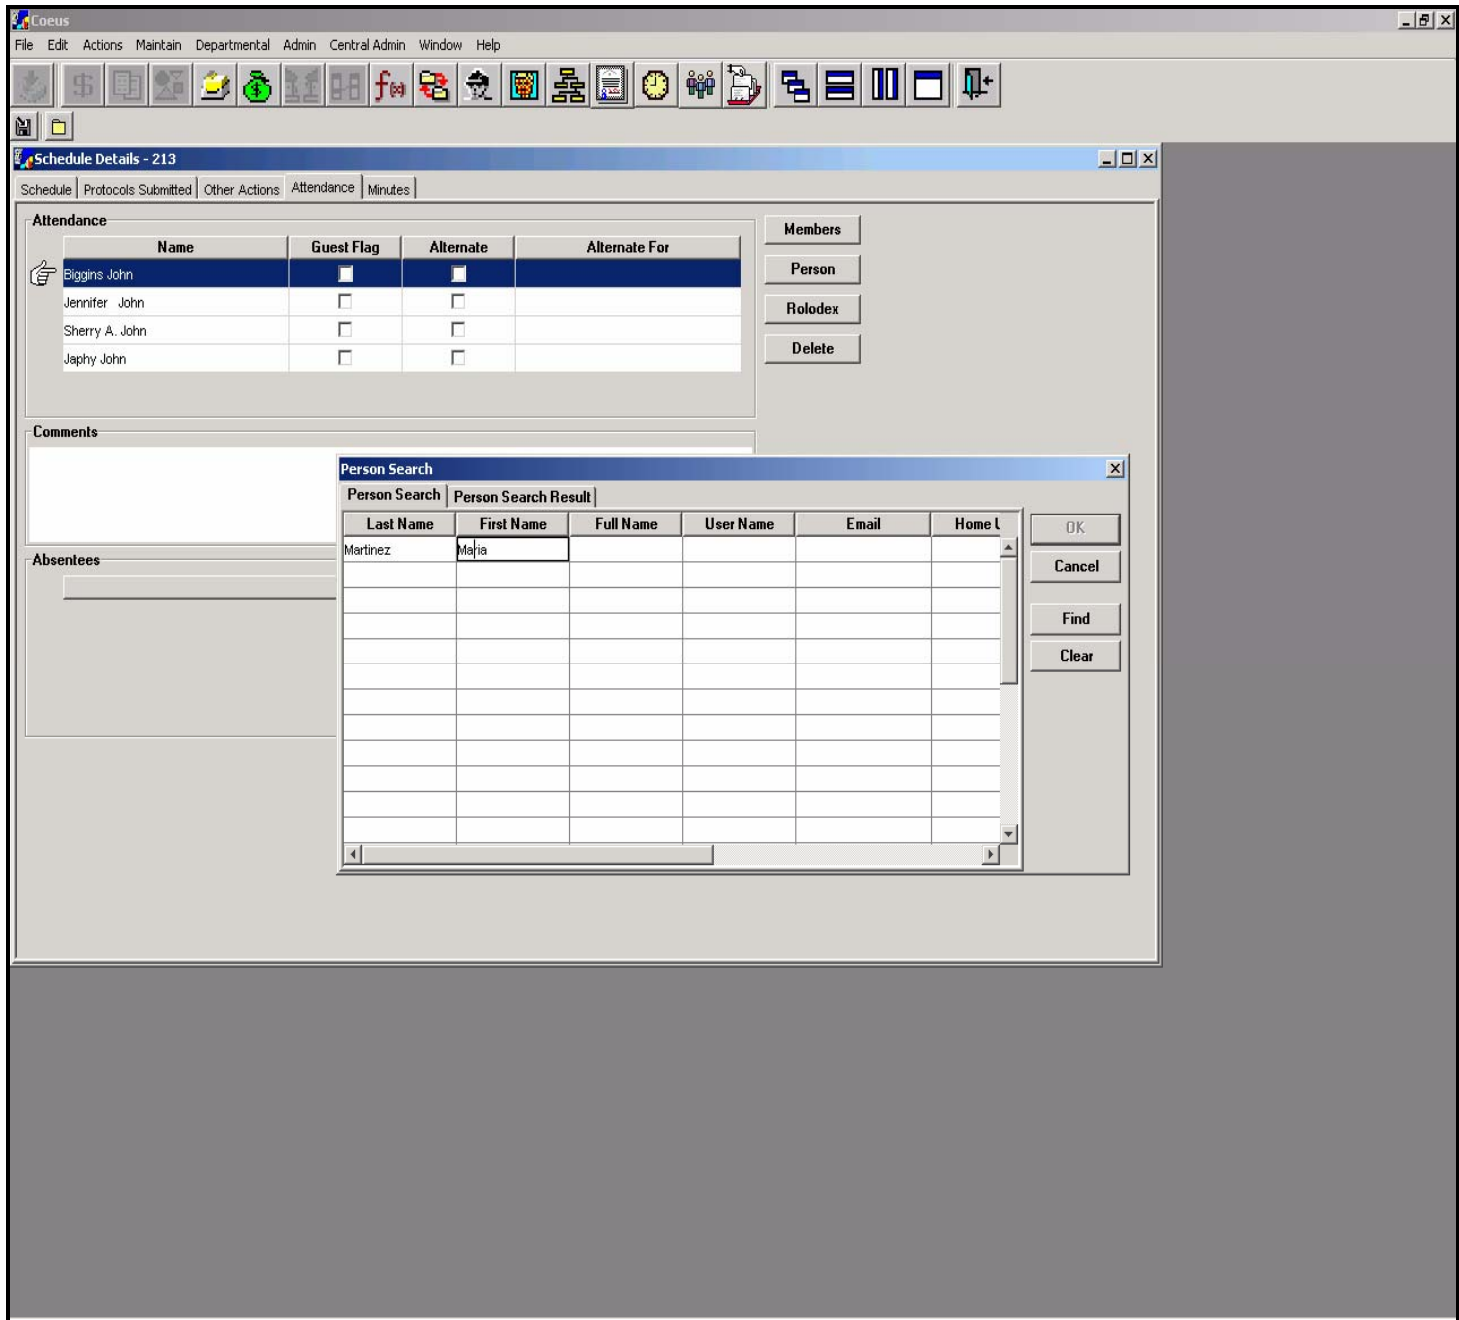 Coeus
File Edit Actions Maintain Departmental Admin Central Admin Window Help
Schedule Details - 213
Schedule Protocols Submitted Other Actions Attendance Minutes
Attendance
Name Guest Flag Alternate Alternate For
Biggins John
Jennifer John
Sherry A. John
Japhy John
Members
Person
Rolodex
Delete
Comments
Absentees
Person Search
Person Search Person Search Result
Last Name First Name Full Name User Name Email Home U
Martinez Maria
OK
Cancel
Find
Clear